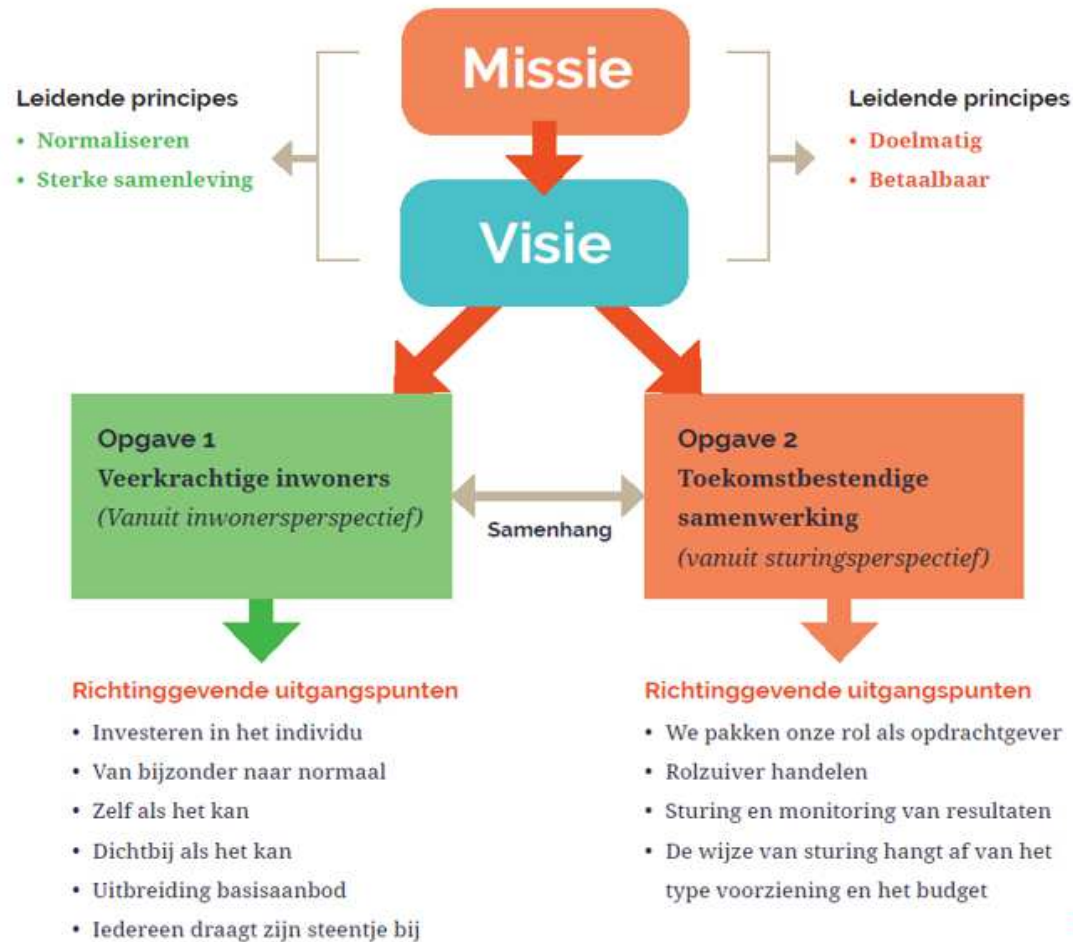 Missie
Leidende principes
• Normaliseren
• Sterke samenleving
Leidende principes
• Doelmatig
• Betaalbaar
Visie
Opgave 1
Veerkrachtige inwoners
(Vanuit inwonersperspectief)
Samenhang
Opgave 2
Toekomstbestendige
samenwerking
(vanuit sturingsperspectief)
Richtinggevende uitgangspunten
• Investeren in het individu
• Van bijzonder naar normaal
• Zelf als het kan
• Dichtbij als het kan
• Uitbreiding basisaanbod
• Iedereen draagt zijn steentje bij
Richtinggevende uitgangspunten
• We pakken onze rol als opdrachtgever
• Rolzuiver handelen
• Sturing en monitoring van resultaten
• De wijze van sturing hangt af van het
type voorziening en het budget